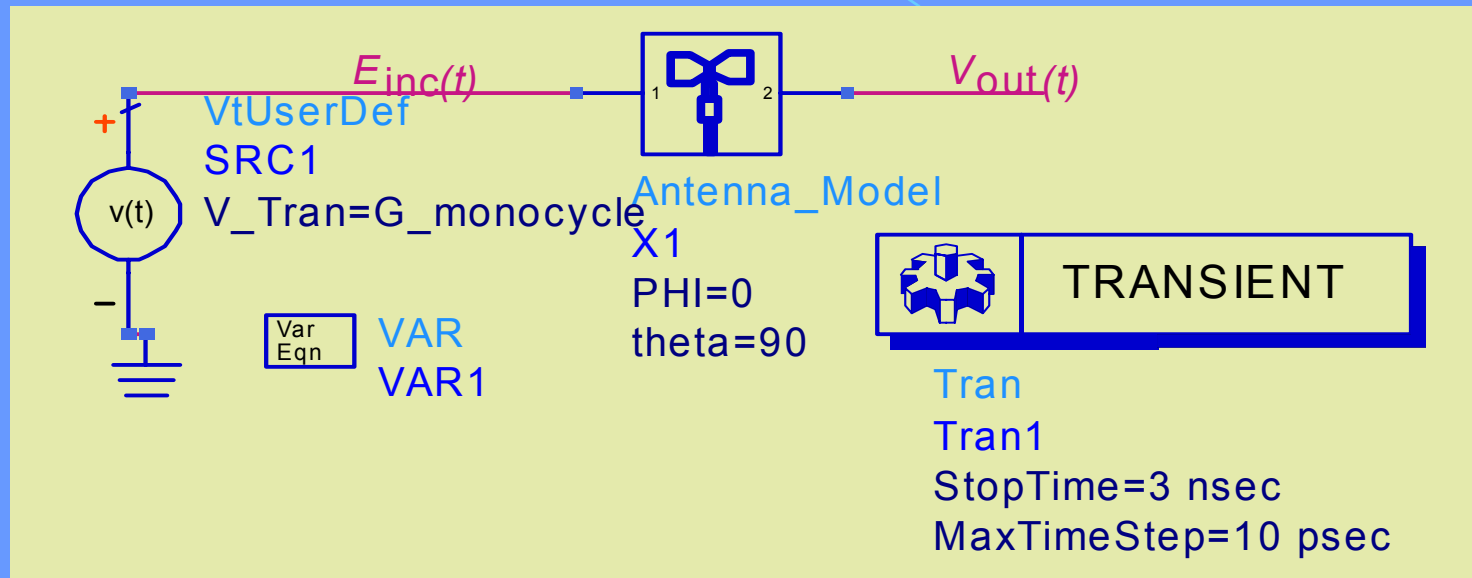 Einc(t)
Vout(t)
+
VtUserDef
SRC1
V_Tran=G_monocycle
v(t)
−
1
2
Antenna_Model
X1
PHI=0
theta=90
Var
Eqn
VAR
VAR1
TRANSIENT
Tran
Tran1
StopTime=3 nsec
MaxTimeStep=10 psec